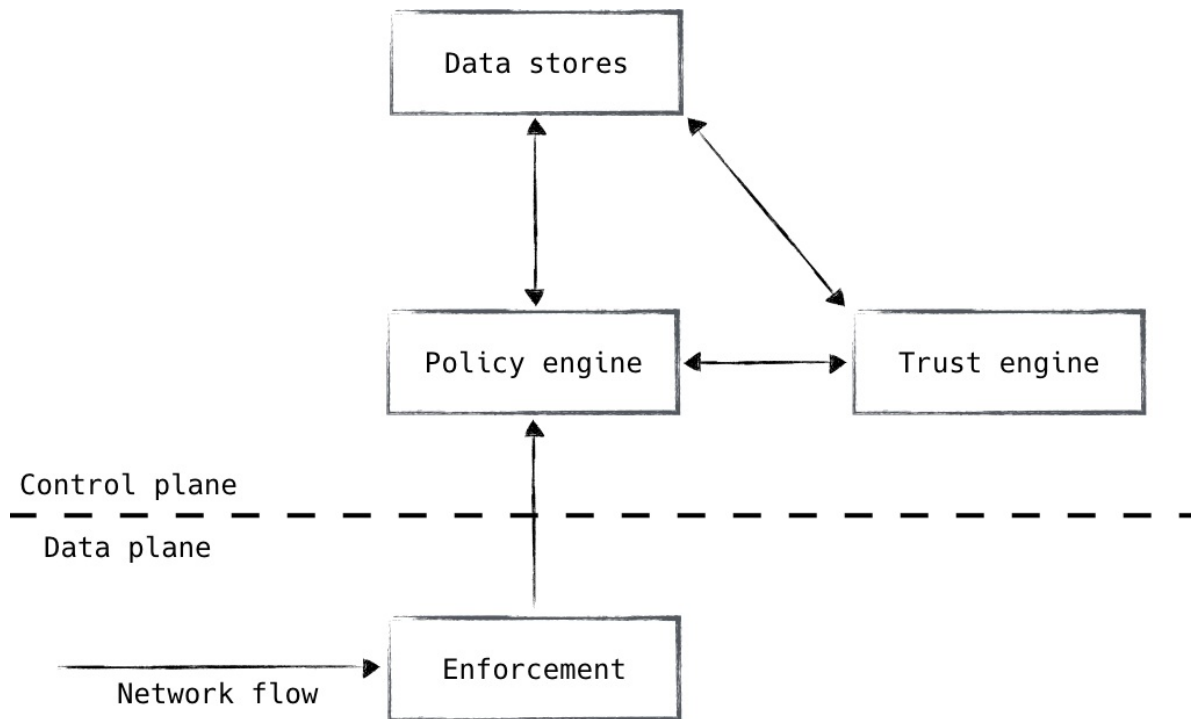 Data stores
Policy engine
Trust engine
Control plane
Data plane
Enforcement
Network flow